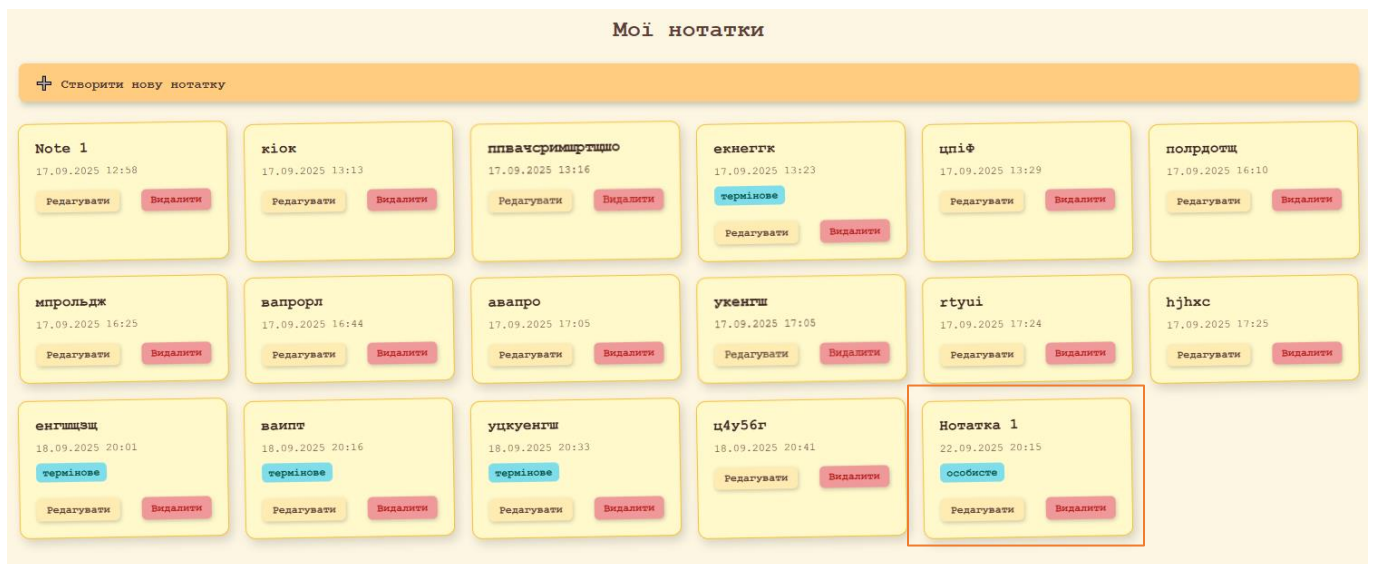 Мої нотатки
➕ Створити нову нотатку
Note 1
17.09.2025 12:58
Редагувати Видалити
кіок
17.09.2025 13:13
Редагувати Видалити
ппвачсримшртщшо
17.09.2025 13:16
Редагувати Видалити
екнеггк
17.09.2025 13:23
термінове
Редагувати Видалити
цпіф
17.09.2025 13:29
Редагувати Видалити
полрдотщ
17.09.2025 16:10
Редагувати Видалити
мпрольдж
17.09.2025 16:25
Редагувати Видалити
вапрорл
17.09.2025 16:44
Редагувати Видалити
авапро
17.09.2025 17:05
Редагувати Видалити
укенгш
17.09.2025 17:05
Редагувати Видалити
rtyui
17.09.2025 17:24
Редагувати Видалити
hjhxc
17.09.2025 17:25
Редагувати Видалити
енгшщзщ
18.09.2025 20:01
термінове
Редагувати Видалити
ваипт
18.09.2025 20:16
термінове
Редагувати Видалити
уцкуенгш
18.09.2025 20:33
термінове
Редагувати Видалити
ц4у56г
18.09.2025 20:41
Редагувати Видалити
Нотатка 1
22.09.2025 20:15
особисте
Редагувати Видалити